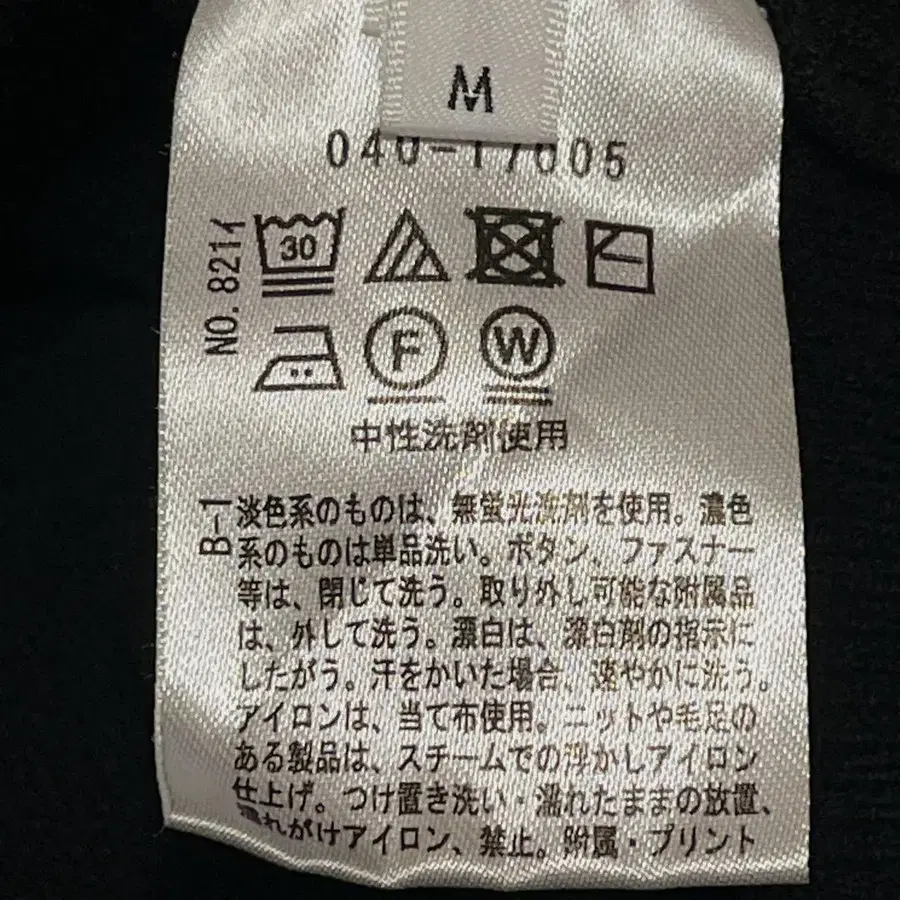 M
040-17005
NO. 8211
30
F
W
中性洗剤使用
B-1
淡色系のものは、無蛍光洗剤を使用。濃色
系のものは単品洗い。ボタン、ファスナー
等は、閉じて洗う。取り外し可能な附属品
は、外して洗う。漂白は、漂白剤の指示に
したがう。汗をかいた場合、速やかに洗う。
アイロンは、当て布使用。ニットや毛足の
ある製品は、スチームでの浮かしアイロン
仕上げ。つけ置き洗い・濡れたままの放置、
濡れがけアイロン、禁止。附属・プリント